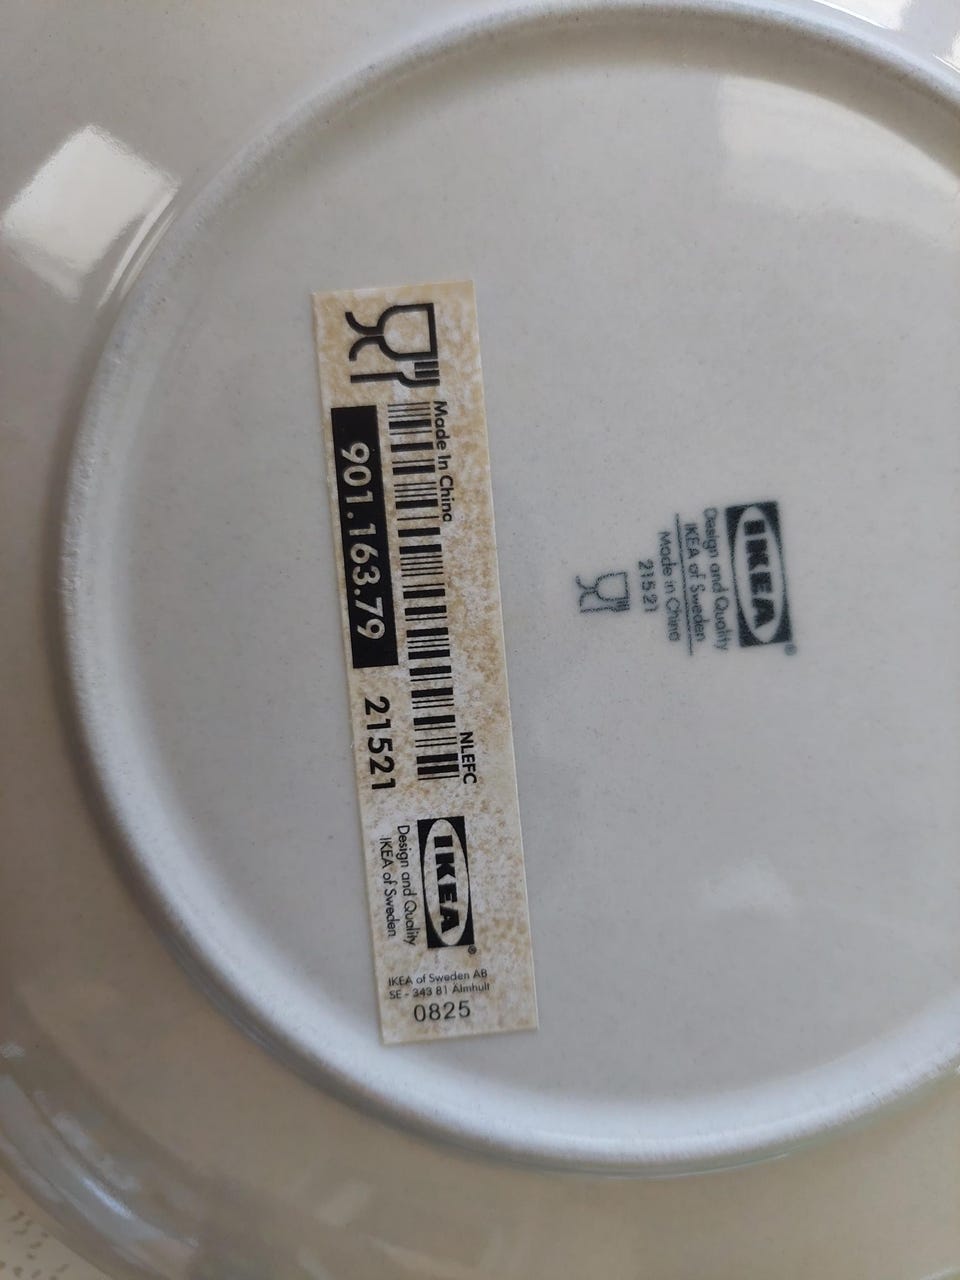 Made In China
NLEFC
901.163.79
21521
IKEA®
Design and Quality
IKEA of Sweden
IKEA of Sweden AB
SE - 343 81 Älmhult
0825
IKEA®
Design and Quality
IKEA of Sweden
Made in China
21521